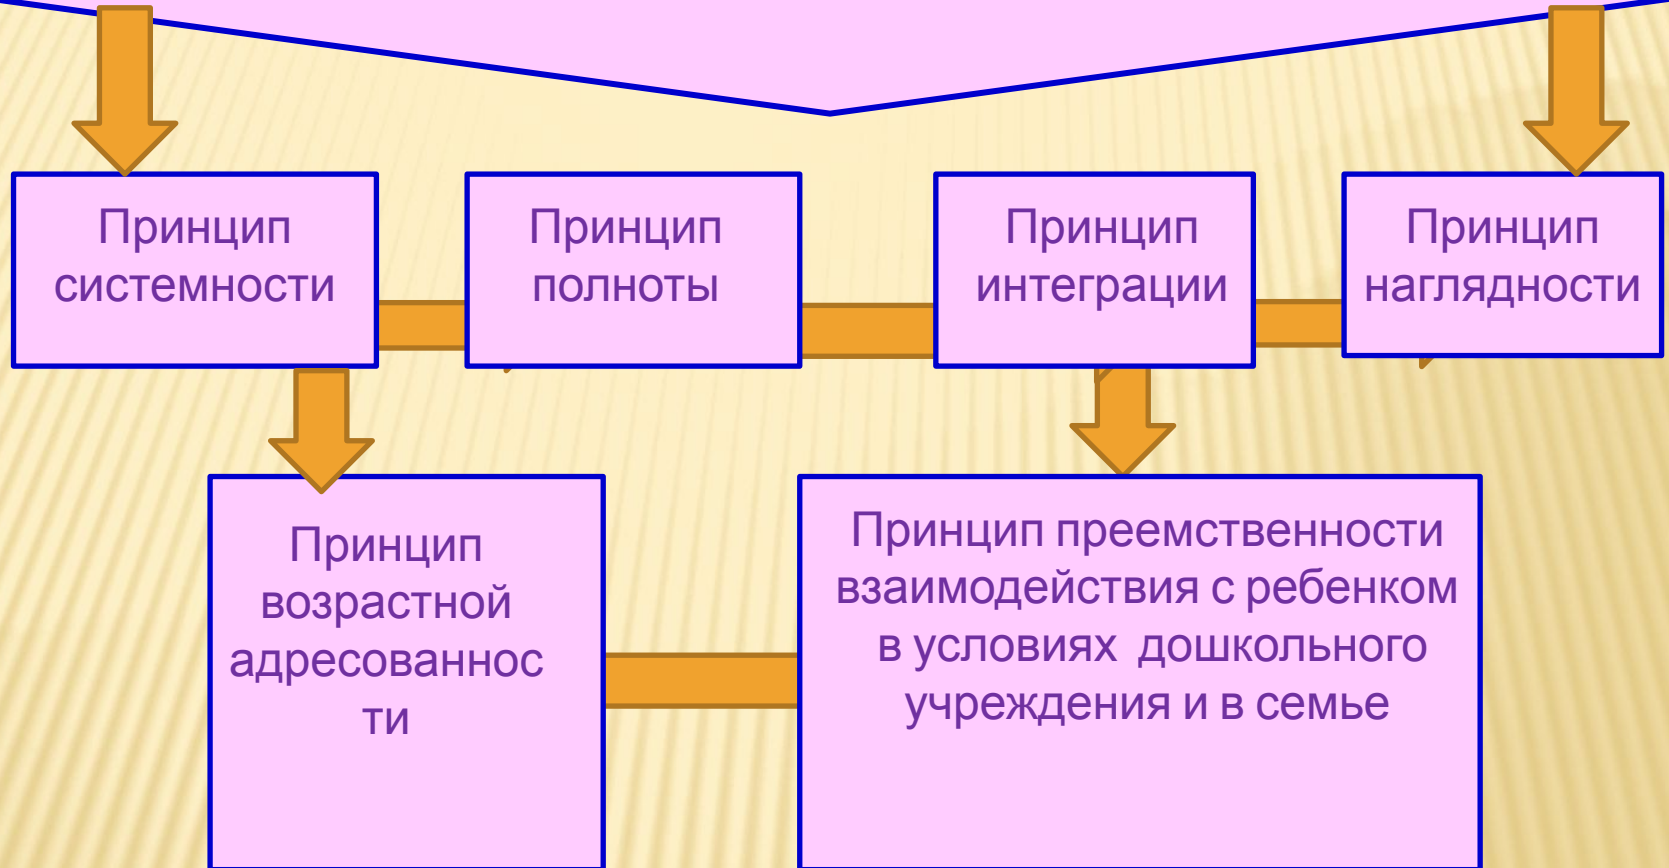 Принцип
системности
Принцип
полноты
Принцип
интеграции
Принцип
наглядности
Принцип
возрастной
адресованнос
ти
Принцип преемственности
взаимодействия с ребенком
в условиях дошкольного
учреждения и в семье